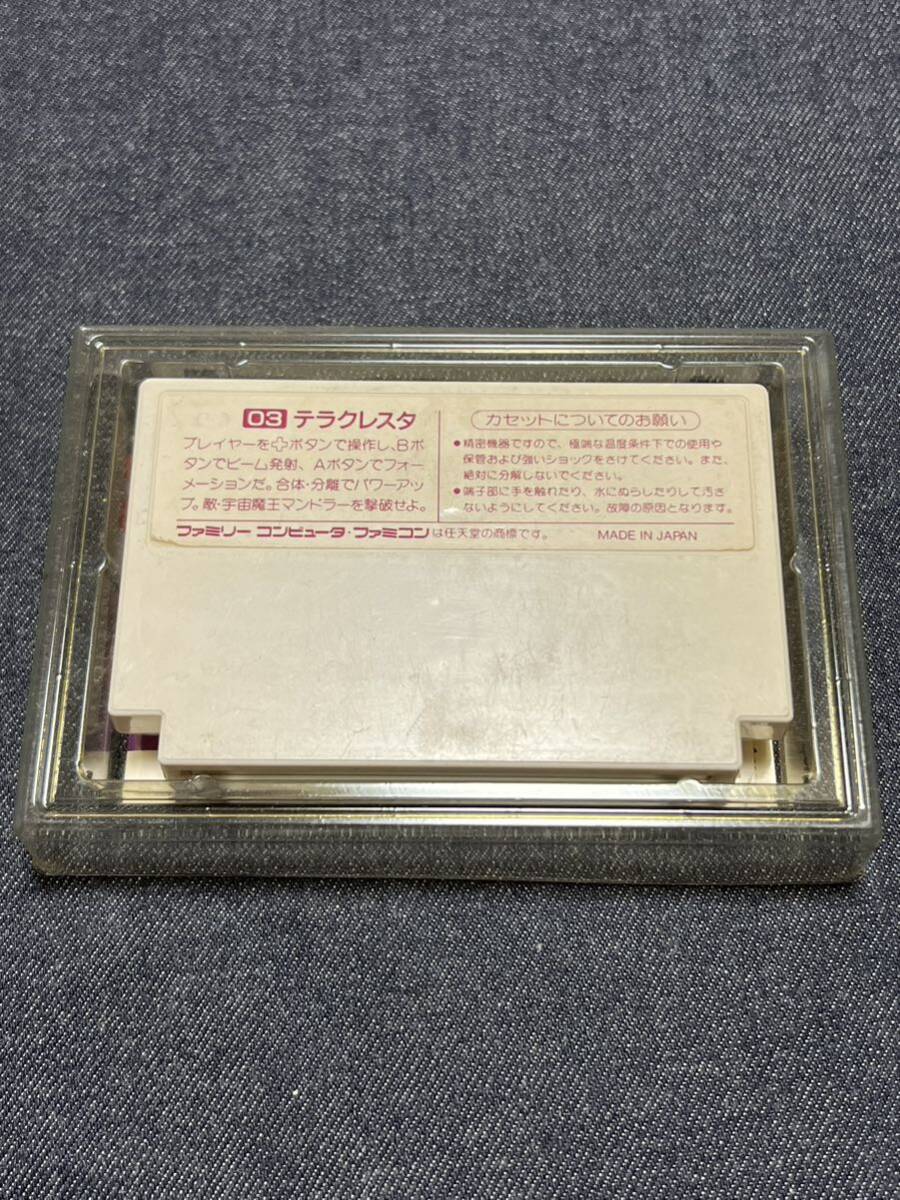 03 テラクレスタ
プレイヤーを✚ボタンで操作し、Bボ
タンでビーム発射、Aボタンでフォー
メーションだ。合体・分離でパワーアッ
プ。敵・宇宙魔王マンドラーを撃破せよ。
カセットについてのお願い
●精密機器ですので、極端な温度条件下での使用や
保管および強いショックをさけてください。また、
絶対に分解しないでください。
●端子部に手を触れたり、水にぬらしたりして汚さ
ないようにしてください。故障の原因となります。
ファミリー コンピュータ・ファミコンは任天堂の商標です。 MADE IN JAPAN